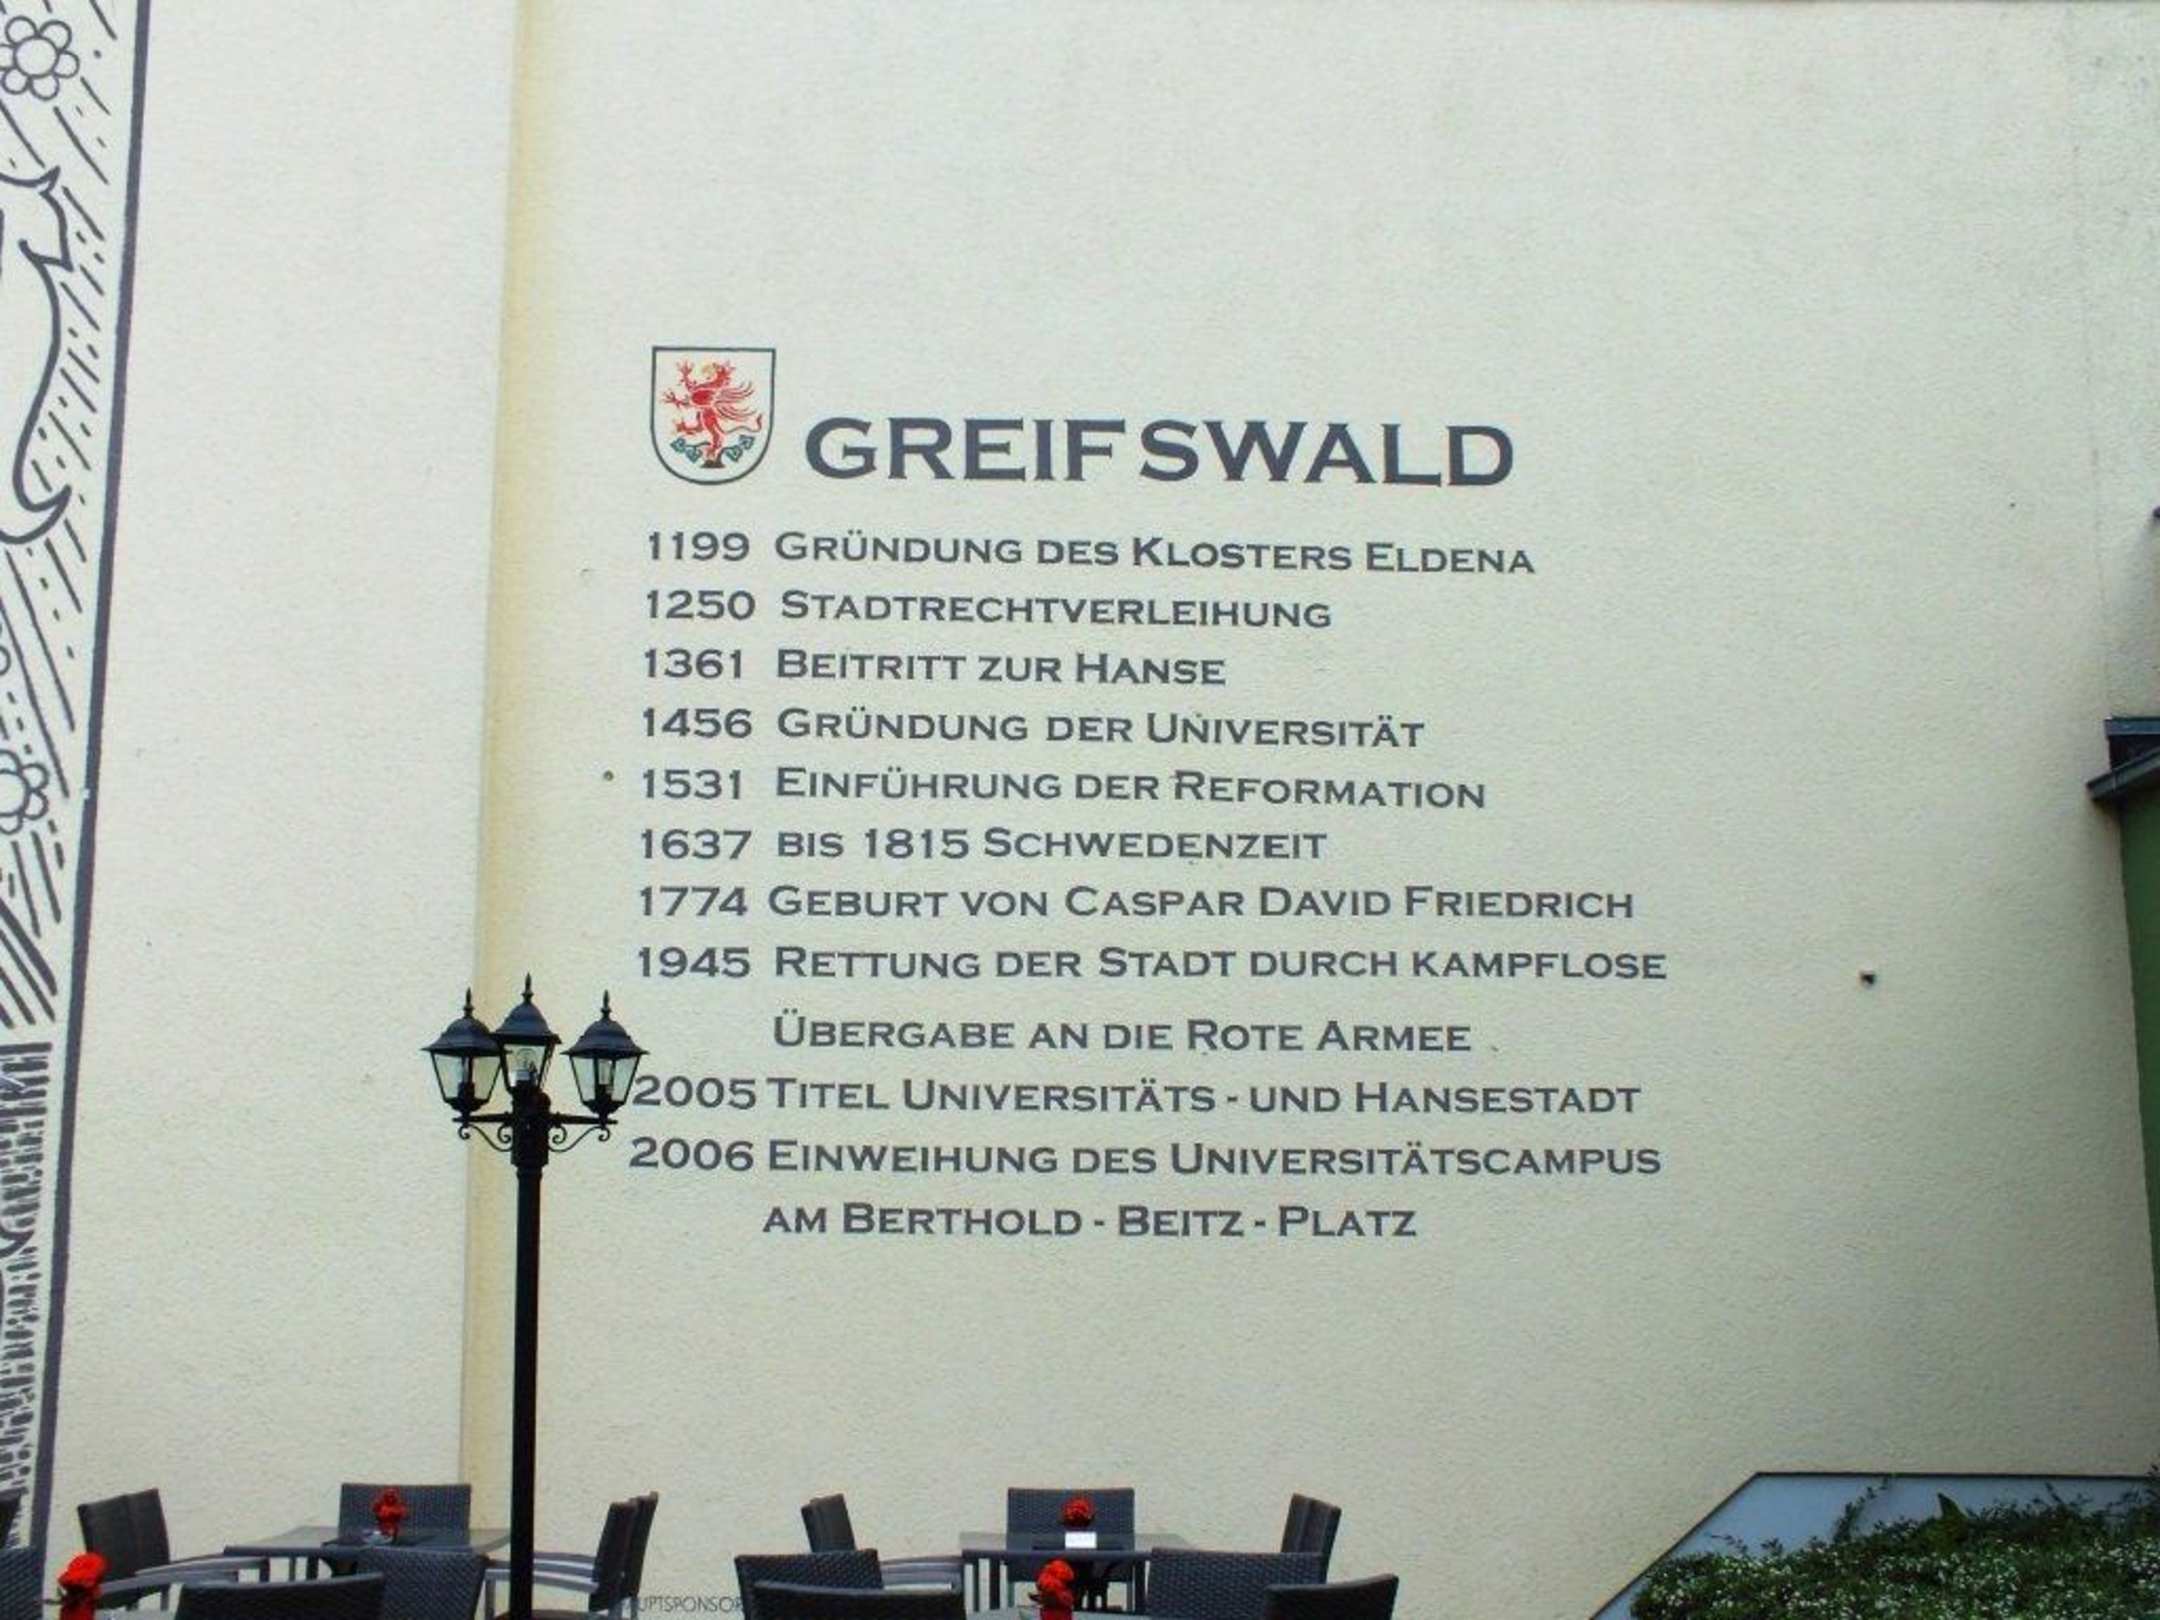 GREIFSWALD
1199 GRÜNDUNG DES KLOSTERS ELDENA
1250 STADTRECHTVERLEIHUNG
1361 BEITRITT ZUR HANSE
1456 GRÜNDUNG DER UNIVERSITÄT
1531 EINFÜHRUNG DER REFORMATION
1637 BIS 1815 SCHWEDENZEIT
1774 GEBURT VON CASPAR DAVID FRIEDRICH
1945 RETTUNG DER STADT DURCH KAMPFLOSE
ÜBERGABE AN DIE ROTE ARMEE
2005 TITEL UNIVERSITÄTS - UND HANSESTADT
2006 EINWEIHUNG DES UNIVERSITÄTSCAMPUS
AM BERTHOLD - BEITZ - PLATZ